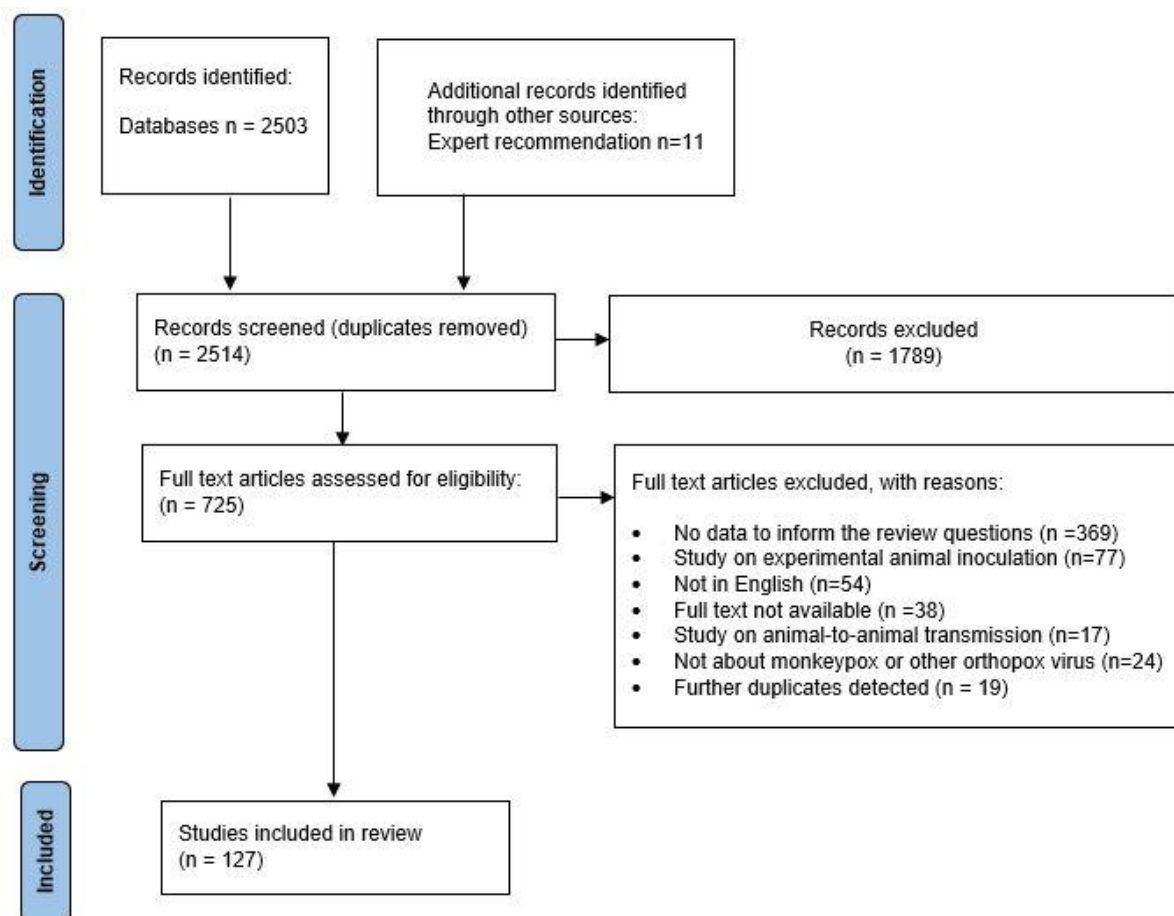 Identification
Records identified:
Databases n = 2503
Additional records identified
through other sources:
Expert recommendation n=11
Screening
Records screened (duplicates removed)
(n = 2514)
Records excluded
(n = 1789)
Full text articles assessed for eligibility:
(n = 725)
Full text articles excluded, with reasons:
• No data to inform the review questions (n =369)
• Study on experimental animal inoculation (n=77)
• Not in English (n=54)
• Full text not available (n =38)
• Study on animal-to-animal transmission (n=17)
• Not about monkeypox or other orthopox virus (n=24)
• Further duplicates detected (n = 19)
Included
Studies included in review
(n = 127)